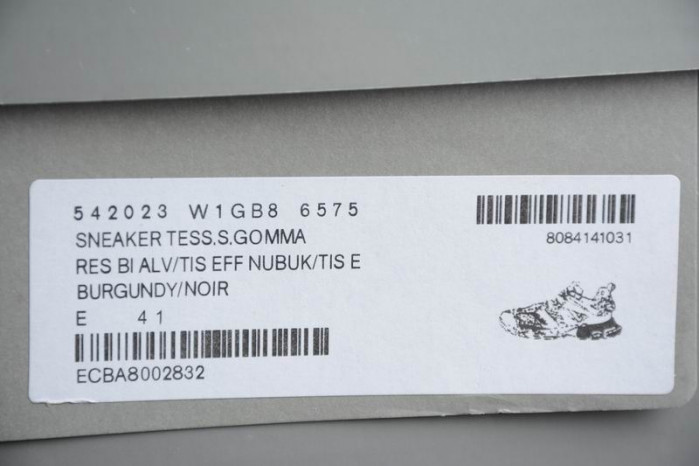 542023 W1GB8 6575
SNEAKER TESS.S.GOMMA
RES BI ALV/TIS EFF NUBUK/TIS E
BURGUNDY/NOIR
E 41
ECBA8002832
8084141031